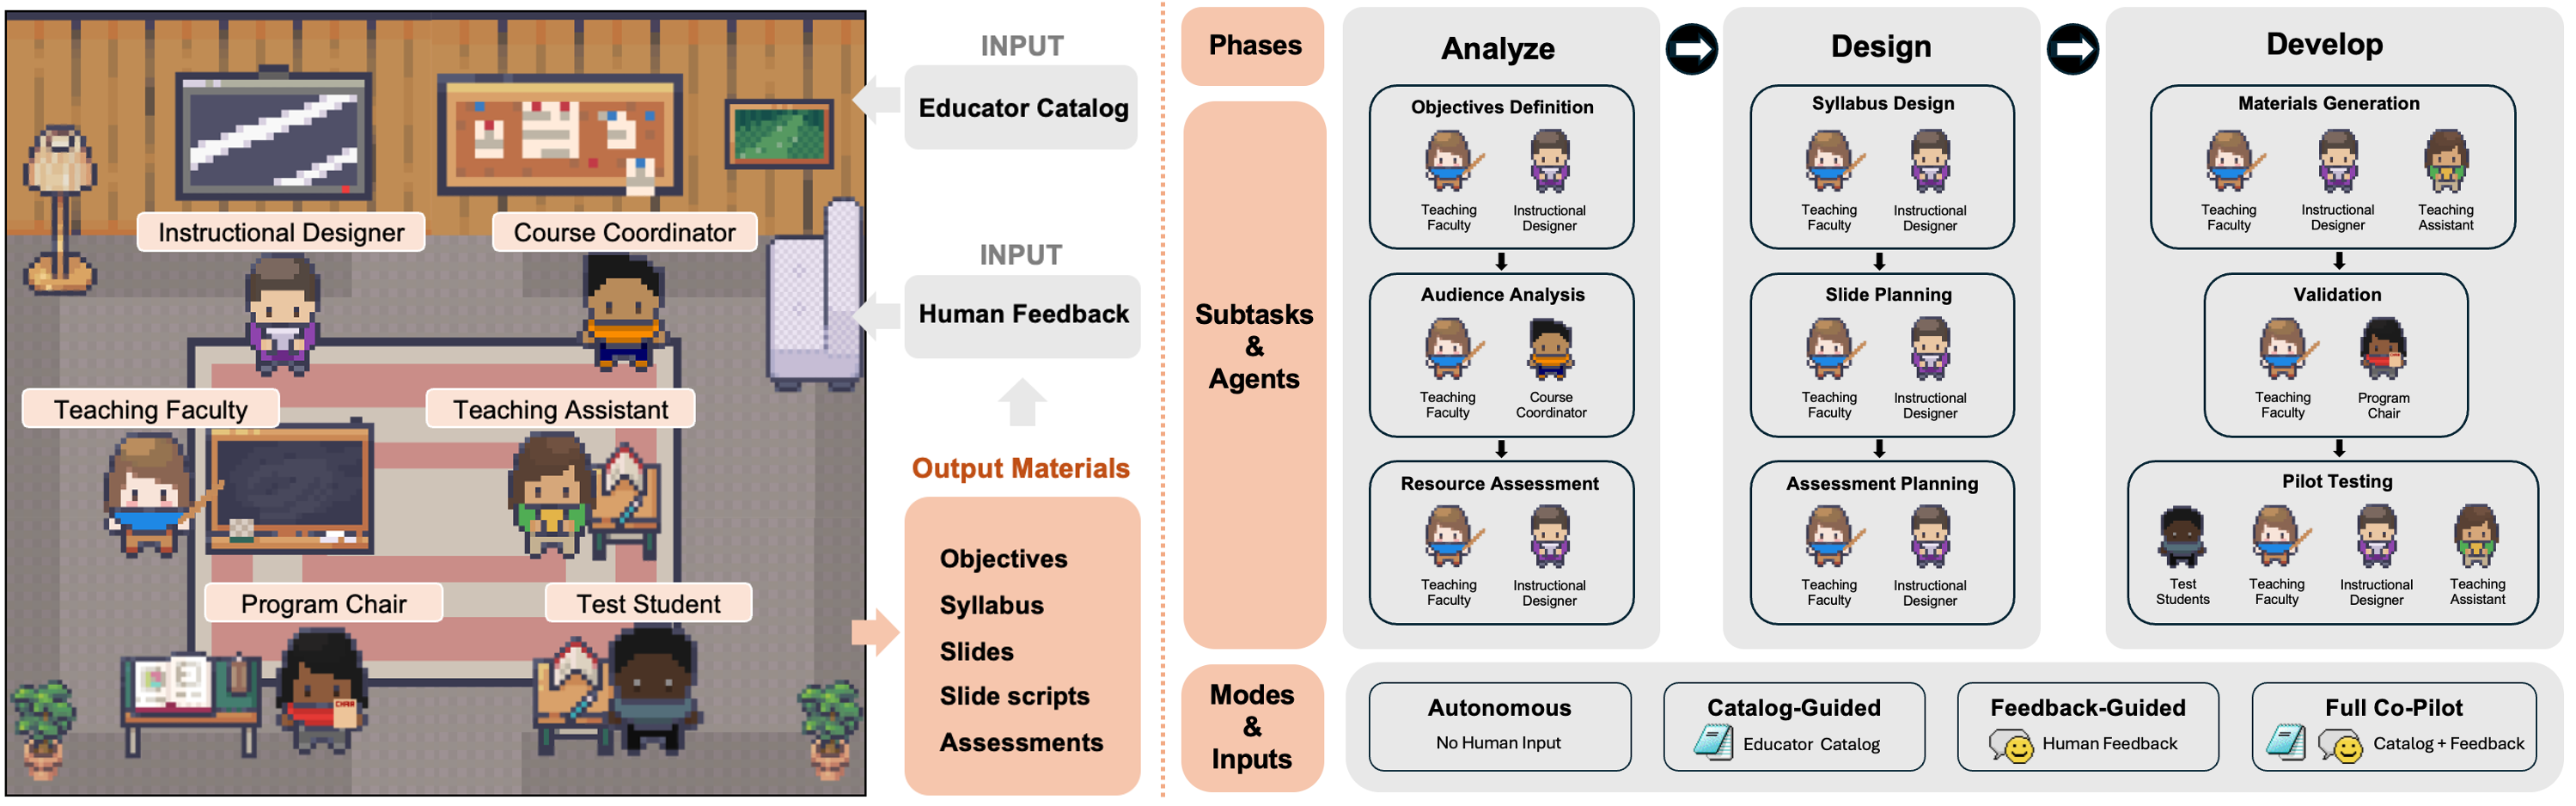 Instructional Designer
Course Coordinator
Teaching Faculty
Teaching Assistant
Program Chair
Test Student
CHAIR
INPUT
Educator Catalog
INPUT
Human Feedback
Output Materials
Objectives
Syllabus
Slides
Slide scripts
Assessments
Phases
Subtasks
&
Agents
Modes
&
Inputs
Analyze
Objectives Definition
Teaching
Faculty
Instructional
Designer
Audience Analysis
Teaching
Faculty
Course
Coordinator
Resource Assessment
Teaching
Faculty
Instructional
Designer
Design
Syllabus Design
Teaching
Faculty
Instructional
Designer
Slide Planning
Teaching
Faculty
Instructional
Designer
Assessment Planning
Teaching
Faculty
Instructional
Designer
Develop
Materials Generation
Teaching
Faculty
Instructional
Designer
Teaching
Assistant
Validation
Teaching
Faculty
Program
Chair
Pilot Testing
Test
Students
Teaching
Faculty
Instructional
Designer
Teaching
Assistant
Autonomous
No Human Input
Catalog-Guided
Educator Catalog
Feedback-Guided
Human Feedback
Full Co-Pilot
Catalog + Feedback